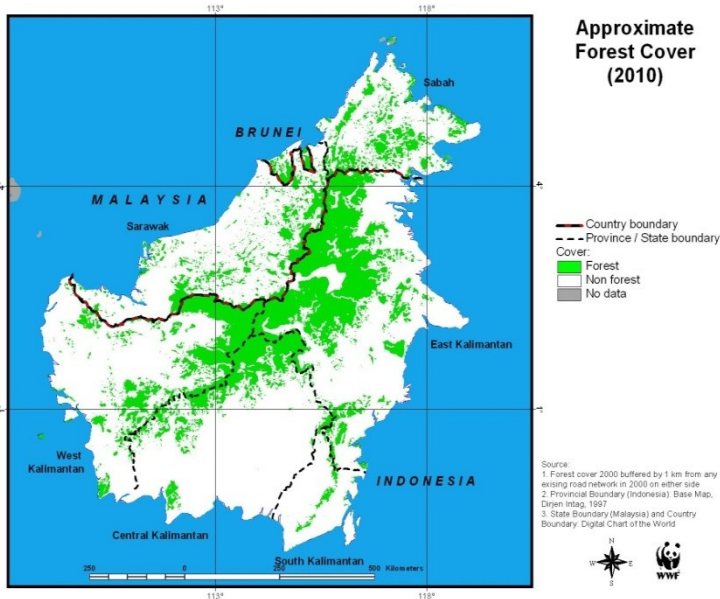 113°
118°
Approximate
Forest Cover
(2010)
Sabah
BRUNEI
MALAYSIA
4°
Sarawak
Country boundary
Province / State boundary
Cover:
Forest
Non forest
No data
East Kalimantan
West
Kalimantan
INDONESIA
Source:
1. Forest cover 2000 buffered by 1 km from any
exising road network in 2000 on either side
2. Provincial Boundary (Indonesia): Base Map,
Dirjen Intag, 1997
3. State Boundary (Malaysia) and Country
Boundary: Digital Chart of the World
Central Kalimantan
South Kalimantan
250 0 250 500 Kilometers
N
W E
S
WWF
113°
118°